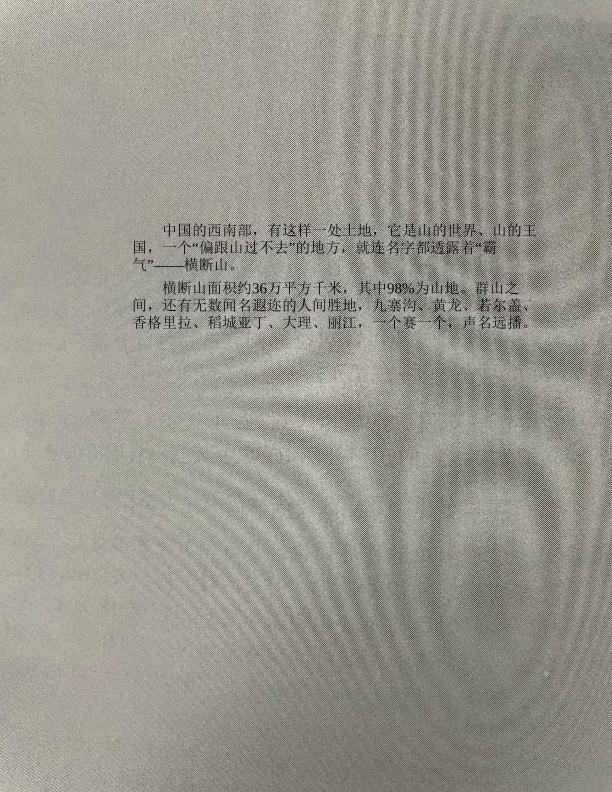 中国的西南部，有这样一处土地，它是山的世界、山的王
国，一个“偏跟山过不去”的地方，就连名字都透露着“霸
气”——横断山。
横断山面积约36万平方千米，其中98%为山地。群山之
间，还有无数闻名遐迩的人间胜地，九寨沟、黄龙、若尔盖、
香格里拉、稻城亚丁、大理、丽江，一个赛一个，声名远播。